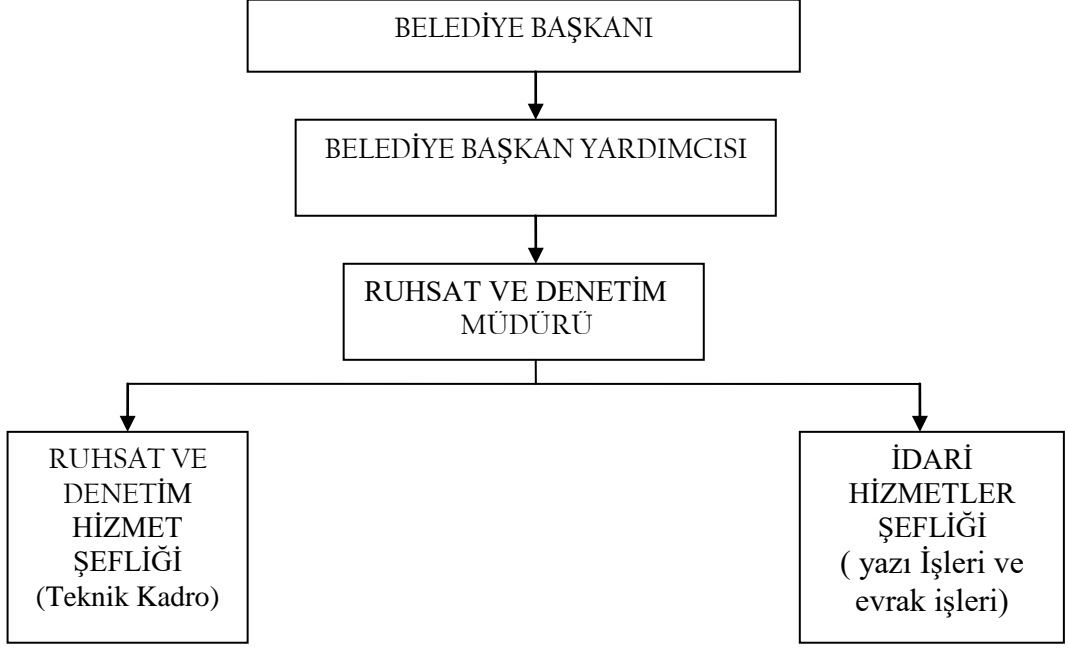 BELEDİYE BAŞKANI
BELEDİYE BAŞKAN YARDIMCISI
RUHSAT VE DENETİM
MÜDÜRÜ
RUHSAT VE
DENETİM
HİZMET
ŞEFLİĞİ
(Teknik Kadro)
İDARİ
HİZMETLER
ŞEFLİĞİ
( yazı İşleri ve
evrak işleri)